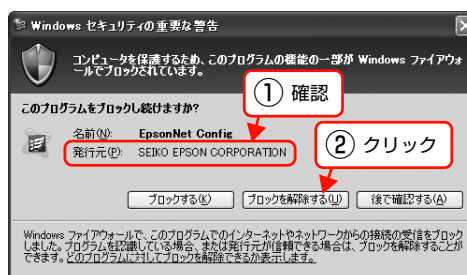 Windows セキュリティの重要な警告
コンピュータを保護するため、このプログラムの機能の一部が Windows ファイアウォ
ールでブロックされています。
このプログラムをブロックし続けますか?
① 確認
名前(N): EpsonNet Config
発行元(P): SEIKO EPSON CORPORATION
② クリック
ブロックする(K) ブロックを解除する(U) 後で確認する(A)
Windows ファイアウォールで、このプログラムでのインターネットやネットワークからの接続の受信をブロック
しました。プログラムを認識している場合、または発行元が信頼できる場合は、ブロックを解除することが
できます。どのプログラムに対してブロックを解除できるか表示します。